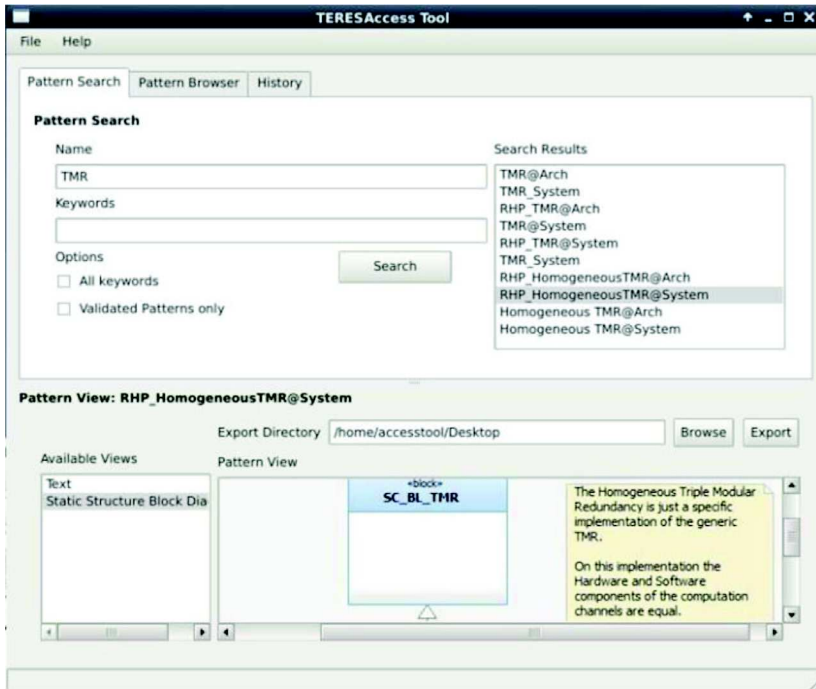 TERESAccess Tool
File Help
Pattern Search Pattern Browser History
Pattern Search
Name
TMR
Keywords
Options
All keywords
Validated Patterns only
Search
Search Results
TMR@Arch
TMR_System
RHP_TMR@Arch
TMR@System
RHP_TMR@System
TMR_System
RHP_HomogeneousTMR@Arch
RHP_HomogeneousTMR@System
Homogeneous TMR@Arch
Homogeneous TMR@System
Pattern View: RHP_HomogeneousTMR@System
Export Directory /home/accesstool/Desktop Browse Export
Available Views
Text
Static Structure Block Dia
Pattern View
«block»
SC_BL_TMR
The Homogeneous Triple Modular
Redundancy is just a specific
implementation of the generic
TMR.
On this implementation the
Hardware and Software
components of the computation
channels are equal.